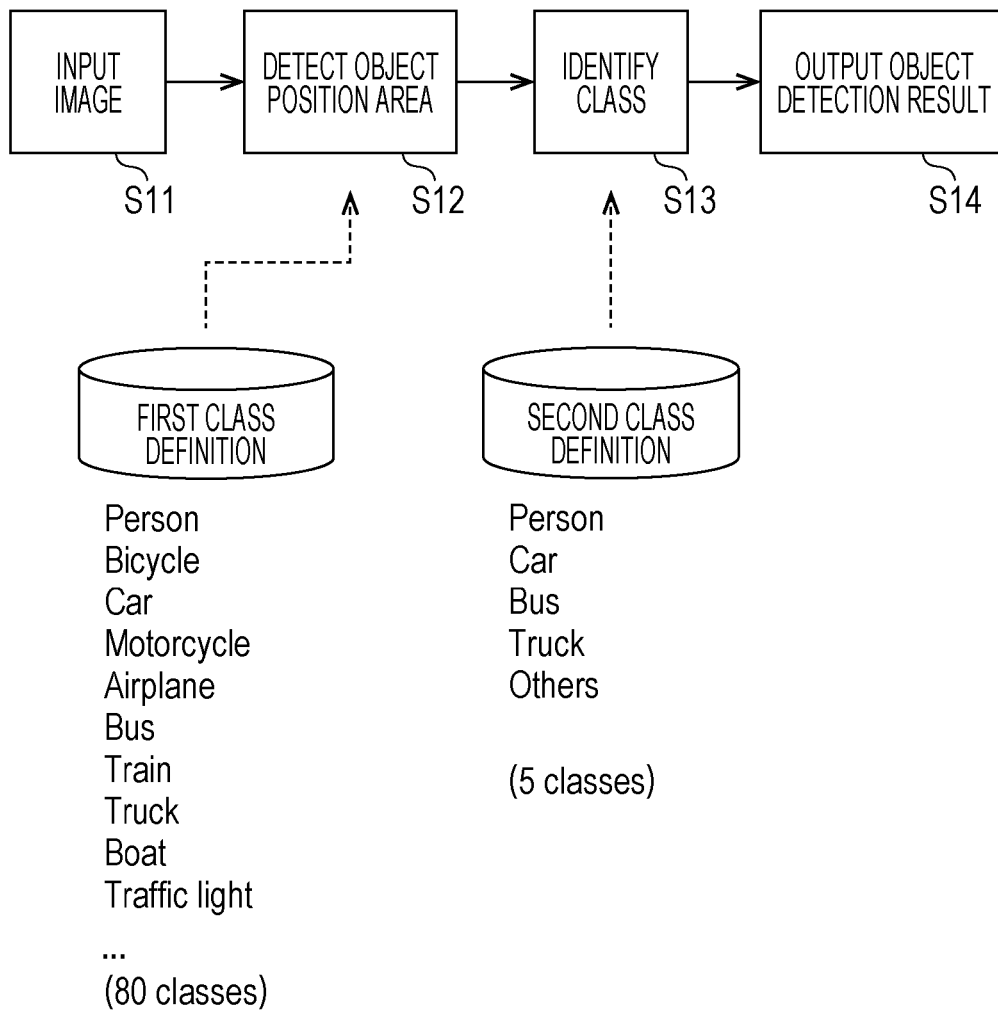 INPUT
IMAGE
DETECT OBJECT
POSITION AREA
IDENTIFY
CLASS
OUTPUT OBJECT
DETECTION RESULT
S11
S12
S13
S14
FIRST CLASS
DEFINITION
Person
Bicycle
Car
Motorcycle
Airplane
Bus
Train
Truck
Boat
Traffic light
...
(80 classes)
SECOND CLASS
DEFINITION
Person
Car
Bus
Truck
Others
(5 classes)